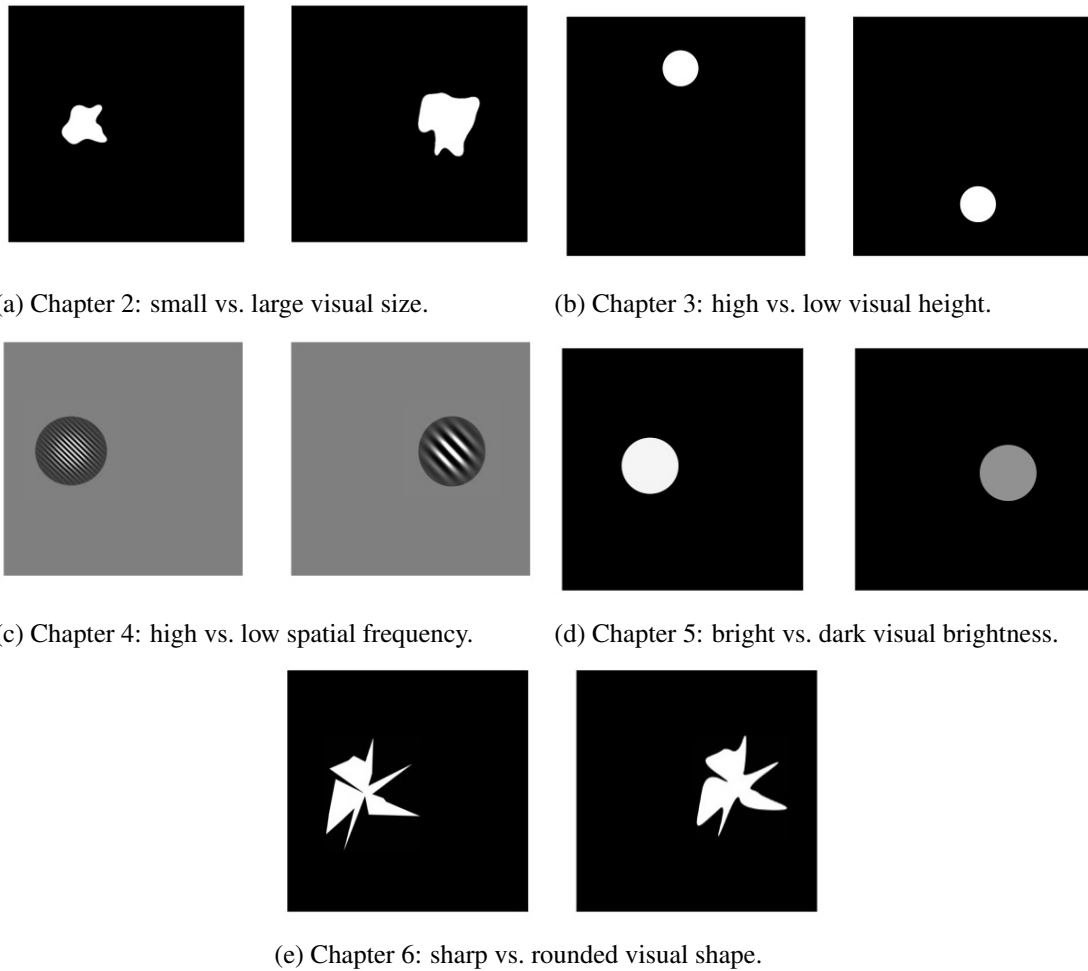 (a) Chapter 2: small vs. large visual size.
(b) Chapter 3: high vs. low visual height.
(c) Chapter 4: high vs. low spatial frequency.
(d) Chapter 5: bright vs. dark visual brightness.
(e) Chapter 6: sharp vs. rounded visual shape.